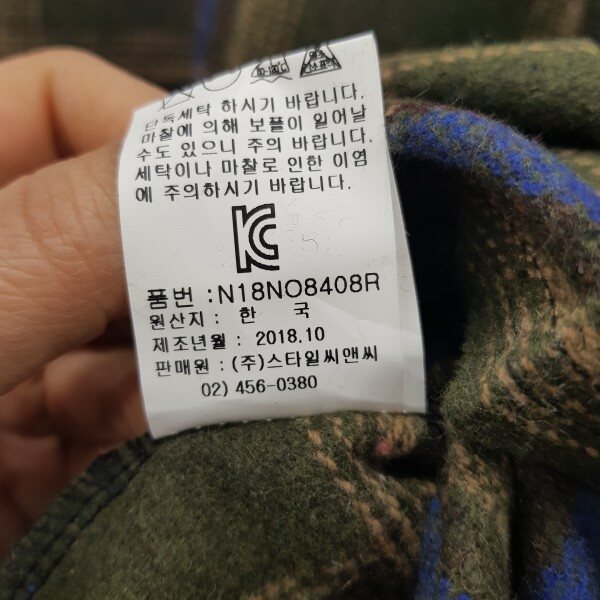 단독세탁 하시기 바랍니다.
마찰에 의해 보풀이 일어날
수도 있으니 주의 바랍니다.
세탁이나 마찰로 인한 이염
에 주의하시기 바랍니다.
품번 : N18NO8408R
원산지 : 한 국
제조년월 : 2018.10
판매원 : (주)스타일씨앤씨
02) 456-0380